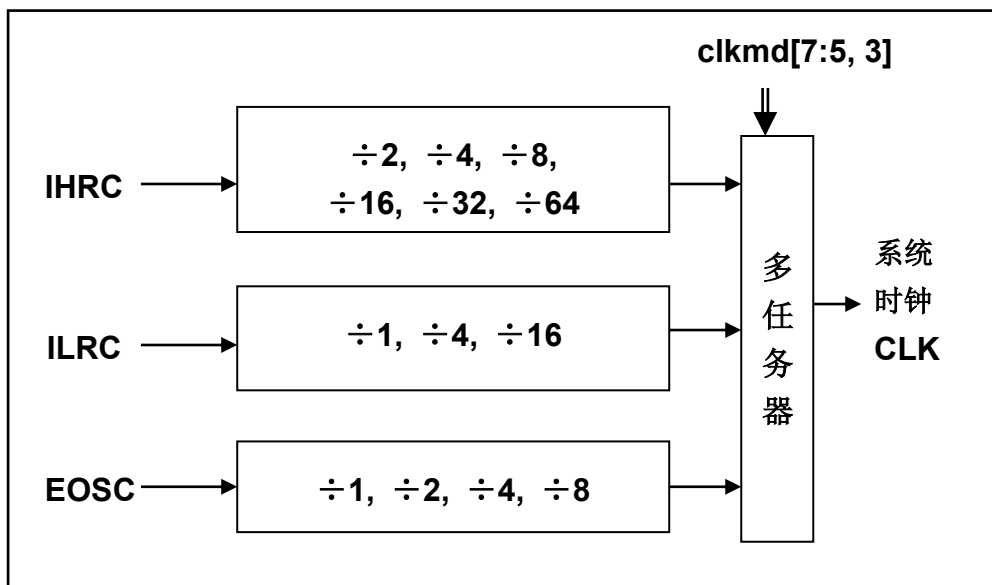 clkmd[7:5, 3]
IHRC
÷2, ÷4, ÷8,
÷16, ÷32, ÷64
ILRC
÷1, ÷4, ÷16
EOSC
÷1, ÷2, ÷4, ÷8
多
任
务
器
系统
时钟
CLK